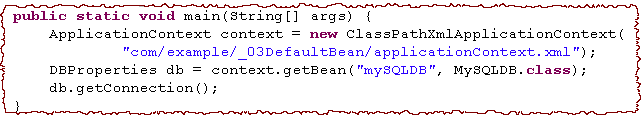 public static void main(String[] args) {
    ApplicationContext context = new ClassPathXmlApplicationContext(
            "com/example/_03DefaultBean/applicationContext.xml");
    DBProperties db = context.getBean("mySQLDB", MySQLDB.class);
    db.getConnection();
}